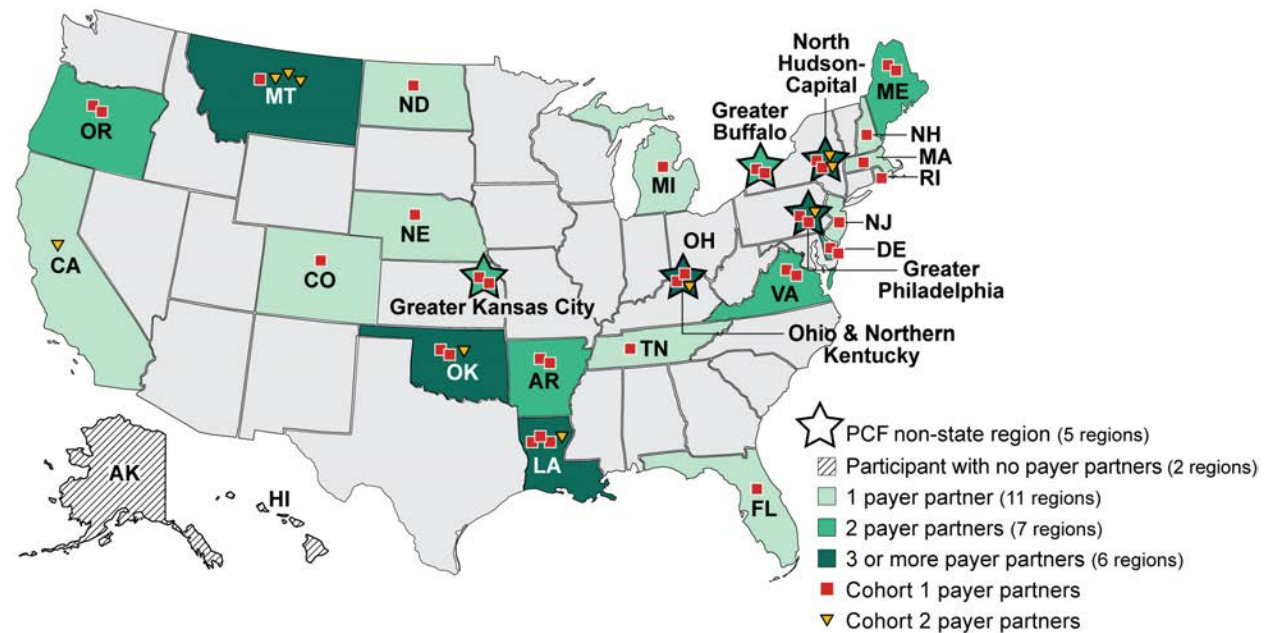 North
Hudson-
Capital
Greater
Buffalo
ME
MT
ND
OR
NH
MA
RI
MI
NE
NJ
OH
DE
CA
CO
VA
Greater
Philadelphia
Greater Kansas City
Ohio & Northern
Kentucky
TN
OK
AR
LA
FL
AK
HI
PCF non-state region (5 regions)
Participant with no payer partners (2 regions)
1 payer partner (11 regions)
2 payer partners (7 regions)
3 or more payer partners (6 regions)
Cohort 1 payer partners
Cohort 2 payer partners